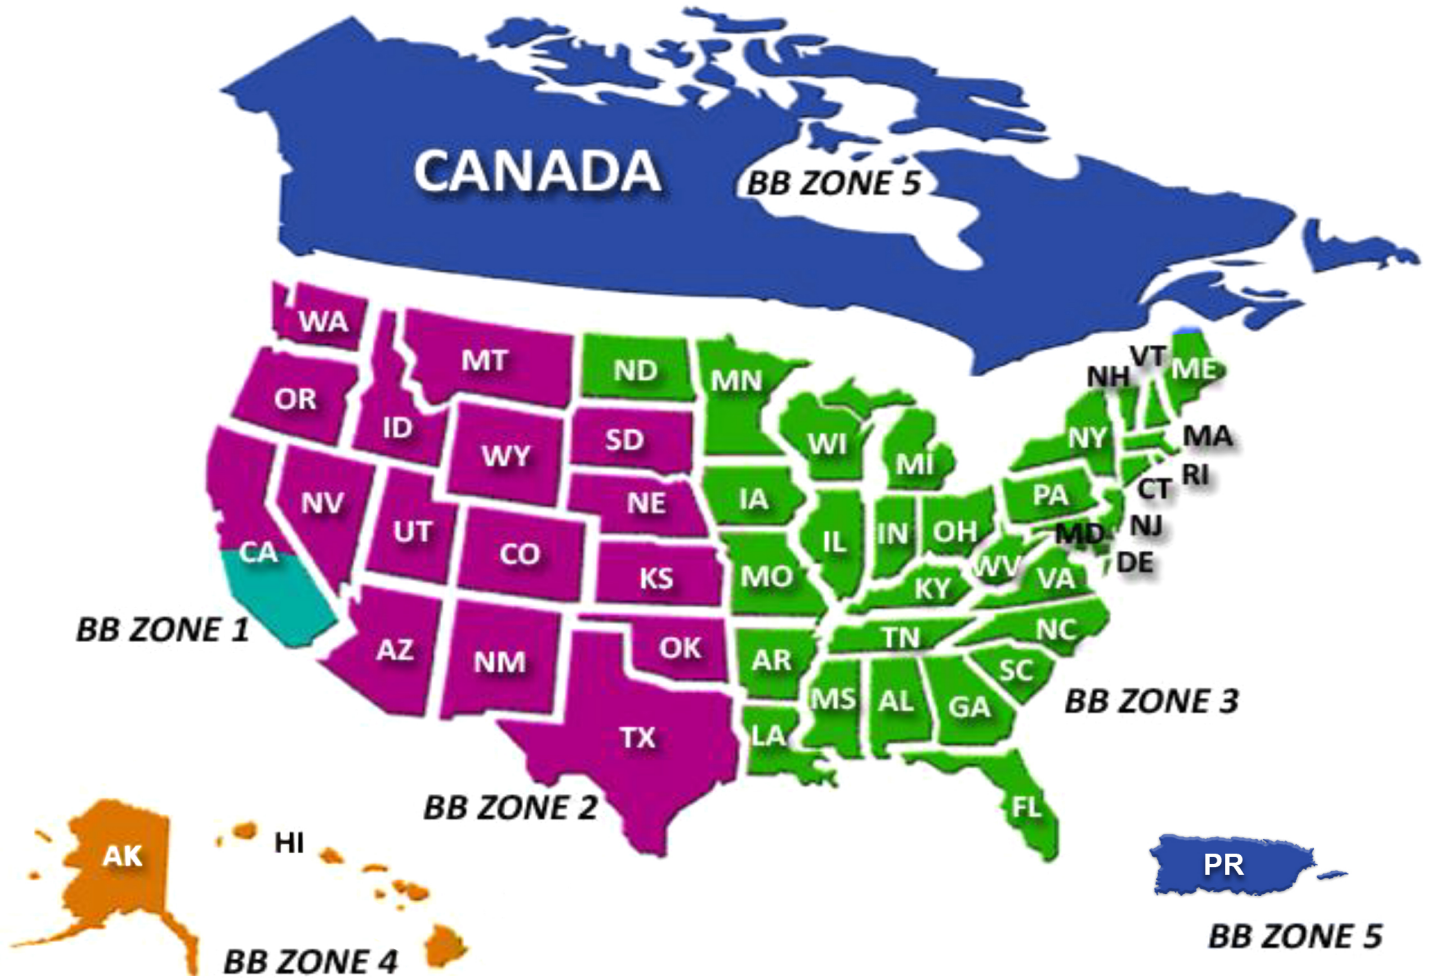 CANADA
BB ZONE 5
WA
MT
ND
MN
VT
ME
NH
OR
ID
WY
SD
WI
MI
NY
MA
RI
CT
NV
UT
NE
IA
PA
NJ
CA
CO
KS
MO
IL
IN
OH
MD
DE
WV
VA
KY
BB ZONE 1
AZ
NM
OK
AR
TN
NC
SC
MS
AL
GA
BB ZONE 3
TX
LA
BB ZONE 2
FL
AK
HI
PR
BB ZONE 4
BB ZONE 5